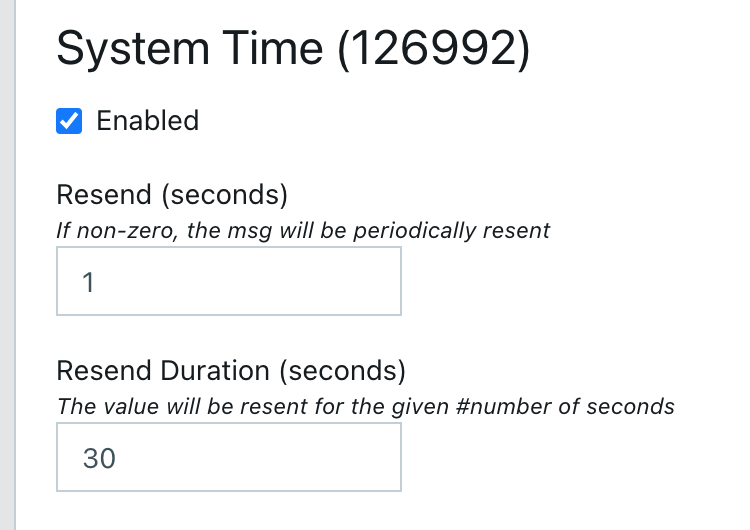 System Time (126992)
Enabled
Resend (seconds)
If non-zero, the msg will be periodically resent
1
Resend Duration (seconds)
The value will be resent for the given #number of seconds
30